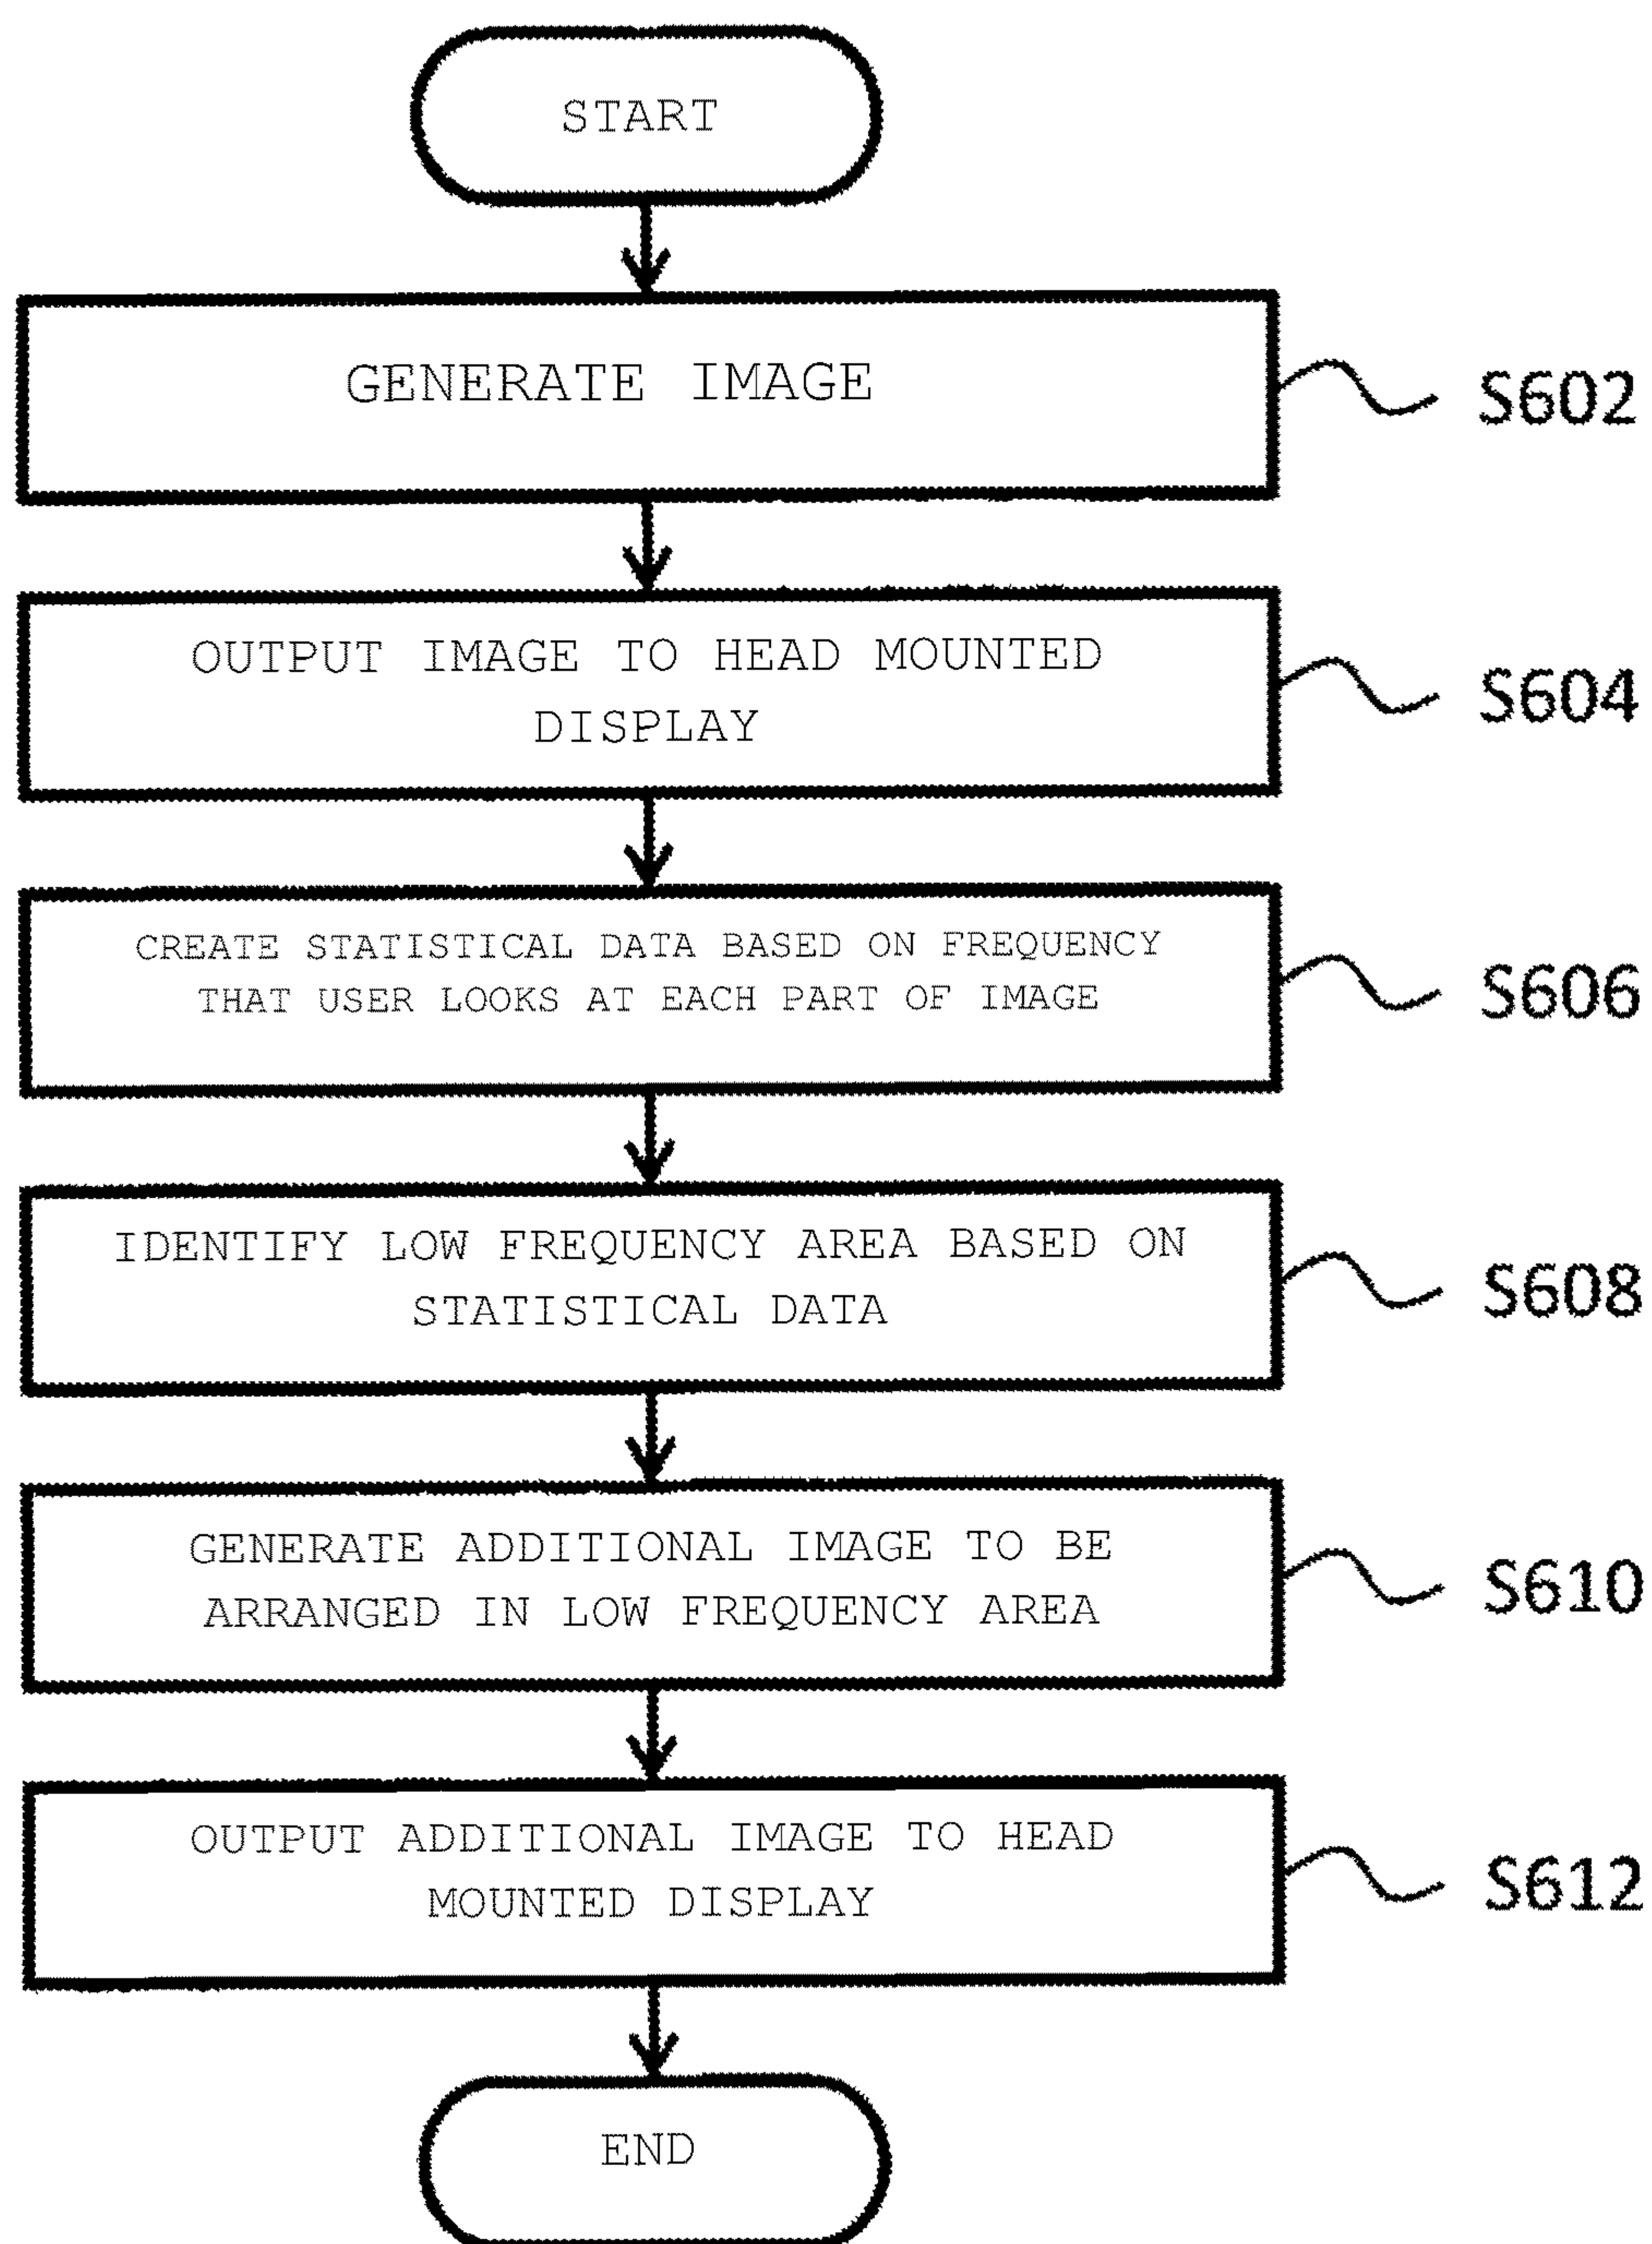 START
GENERATE IMAGE
S602
OUTPUT IMAGE TO HEAD MOUNTED
DISPLAY
S604
CREATE STATISTICAL DATA BASED ON FREQUENCY
THAT USER LOOKS AT EACH PART OF IMAGE
S606
IDENTIFY LOW FREQUENCY AREA BASED ON
STATISTICAL DATA
S608
GENERATE ADDITIONAL IMAGE TO BE
ARRANGED IN LOW FREQUENCY AREA
S610
OUTPUT ADDITIONAL IMAGE TO HEAD
MOUNTED DISPLAY
S612
END